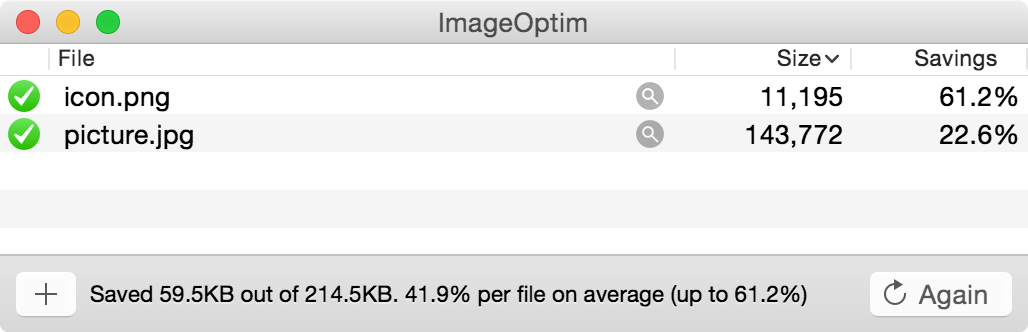 ImageOptim
File Size Savings
icon.png 11,195 61.2%
picture.jpg 143,772 22.6%
Saved 59.5KB out of 214.5KB. 41.9% per file on average (up to 61.2%) Again